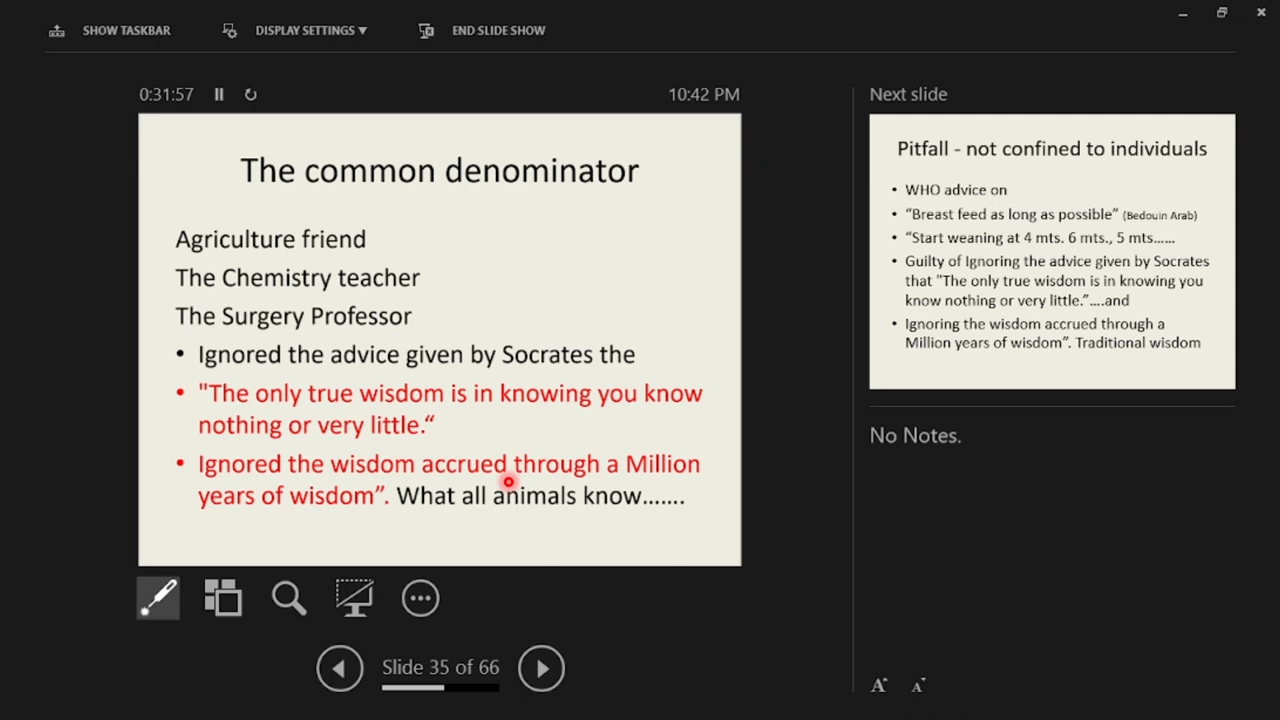 SHOW TASKBAR DISPLAY SETTINGS ▼ END SLIDE SHOW
0:31:57 10:42 PM
The common denominator
Agriculture friend
The Chemistry teacher
The Surgery Professor
• Ignored the advice given by Socrates the
• "The only true wisdom is in knowing you know
nothing or very little.“
• Ignored the wisdom accrued through a Million
years of wisdom”. What all animals know…….
Slide 35 of 66
Next slide
Pitfall - not confined to individuals
• WHO advice on
• “Breast feed as long as possible” (Bedouin Arab)
• “Start weaning at 4 mts. 6 mts., 5 mts……
• Guilty of Ignoring the advice given by Socrates
that "The only true wisdom is in knowing you
know nothing or very little.”….and
• Ignoring the wisdom accrued through a
Million years of wisdom”. Traditional wisdom
No Notes.
A A